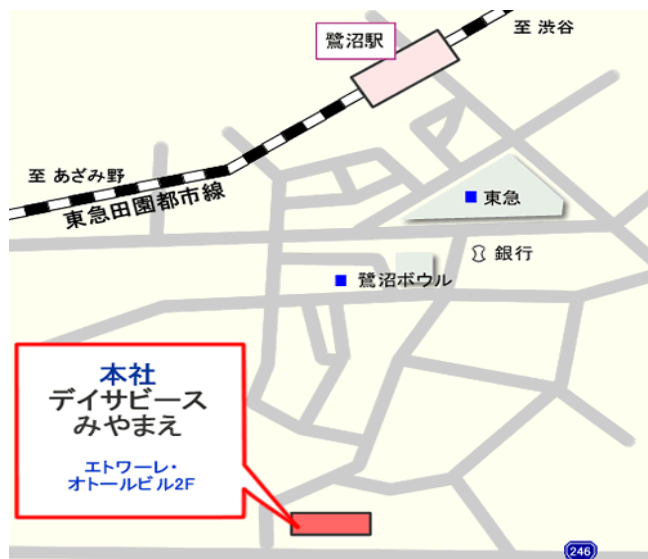 至 渋谷
鷺沼駅
至 あざみ野
東急田園都市線
東急
銀行
鷺沼ボウル
本社
デイサビース
みやまえ
エトワーレ・
オトールビル2F
246